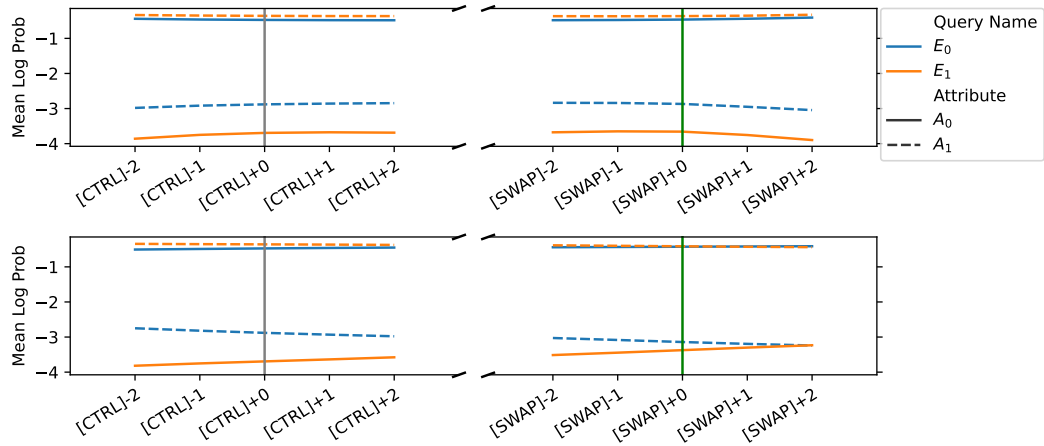 Mean Log Prob
−1
−2
−3
−4
[CTRL]-2
[CTRL]-1
[CTRL]+0
[CTRL]+1
[CTRL]+2
[SWAP]-2
[SWAP]-1
[SWAP]+0
[SWAP]+1
[SWAP]+2
Query Name
E0
E1
Attribute
A0
A1
Mean Log Prob
−1
−2
−3
−4
[CTRL]-2
[CTRL]-1
[CTRL]+0
[CTRL]+1
[CTRL]+2
[SWAP]-2
[SWAP]-1
[SWAP]+0
[SWAP]+1
[SWAP]+2